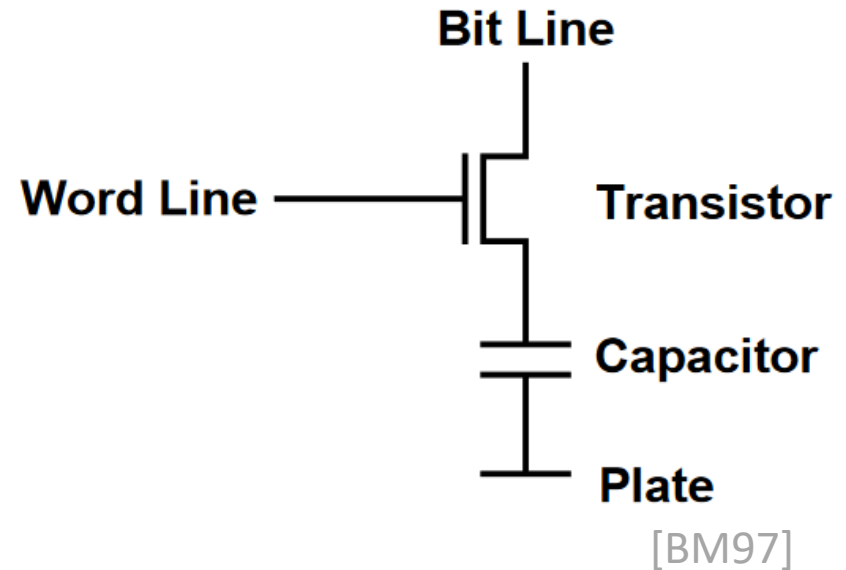 Bit Line
Word Line
Transistor
Capacitor
Plate
[BM97]